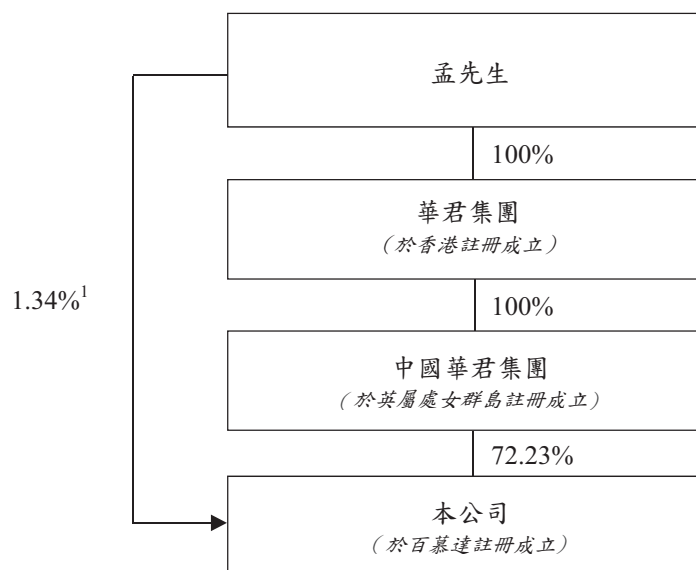 孟先生
100%
華君集團
（於香港註冊成立）
1.34%¹
100%
中國華君集團
（於英屬處女群島註冊成立）
72.23%
本公司
（於百慕達註冊成立）